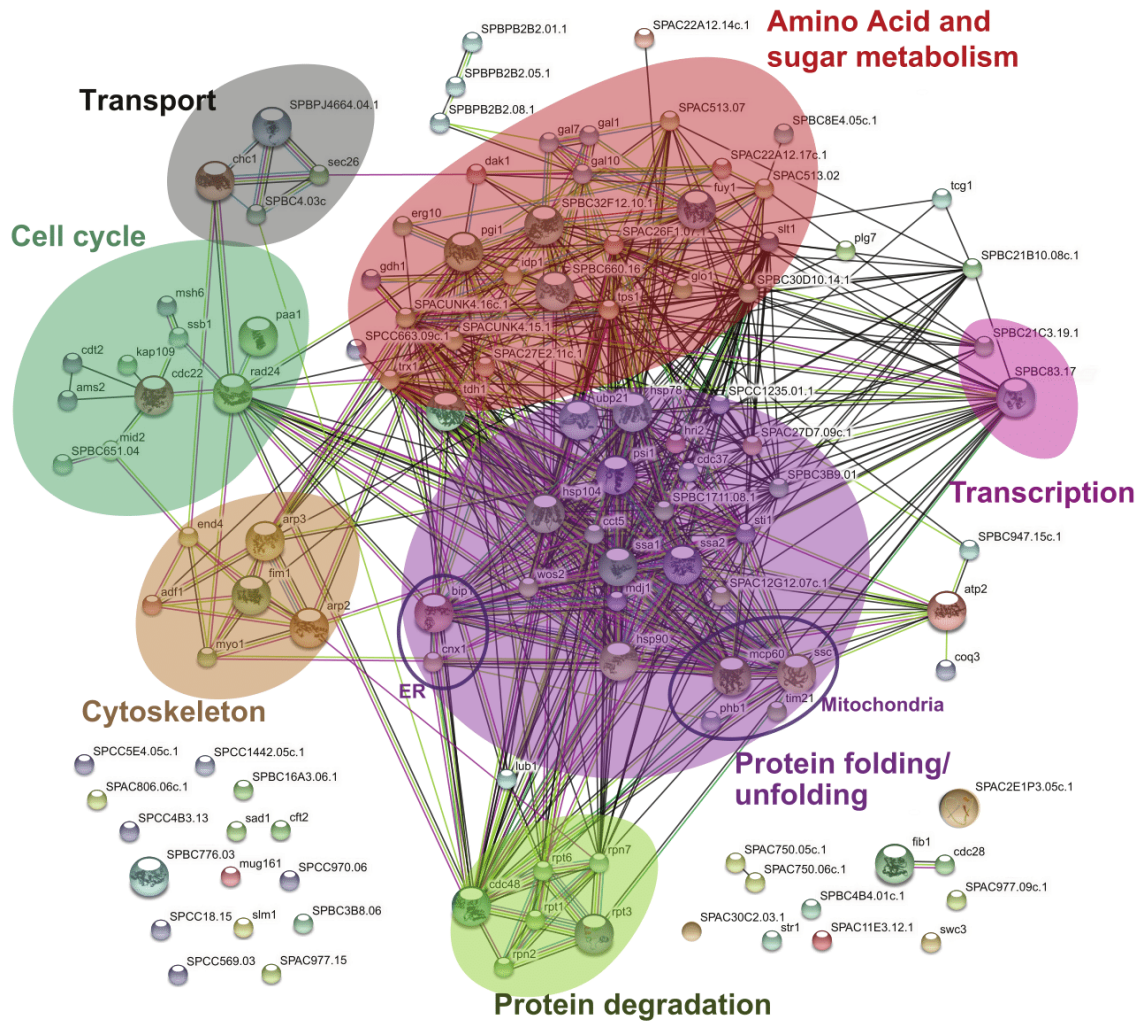 Amino Acid and
sugar metabolism
SPBPB2B2.01.1
SPAC22A12.14c.1
SPBPB2B2.05.1
Transport
SPBPJ4664.04.1
SPBPB2B2.08.1
SPAC513.07
gal7
gal1
SPBC8E4.05c.1
chc1
sec26
dak1
gal10
SPAC22A12.17c.1
SPAC513.02
fuy1
tcg1
SPBC4.03c
erg10
SPBC32F12.10.1
pgi1
SPAC26F1.07.1
slt1
plg7
Cell cycle
gdh1
idp1
SPBC660.16
glo1
SPBC21B10.08c.1
SPBC30D10.14.1
msh6
SPACUNK4.16c.1
tps1
ssb1
paa1
SPACUNK4.15.1
SPCC663.09c.1
SPBC21C3.19.1
cdt2
kap109
SPAC27E2.11c.1
cdc22
rad24
trx1
SPBC83.17
ams2
tdh1
ubp21
hsp78
SPCC1235.01.1
mid2
hri2
SPAC27D7.09c.1
SPBC651.04
psi1
cdc37
SPBC3B9.01
hsp104
SPBC1711.08.1
Transcription
end4
arp3
cct5
sti1
ssa1
ssa2
SPBC947.15c.1
fim1
wos2
mdj1
SPAC12G12.07c.1
adf1
arp2
bip1
atp2
myo1
cnx1
hsp90
mcp60
ssc
coq3
ER
tim21
Cytoskeleton
phb1
Mitochondria
SPCC5E4.05c.1
SPCC1442.05c.1
lub1
Protein folding/
unfolding
SPBC16A3.06.1
SPAC806.06c.1
SPAC2E1P3.05c.1
SPCC4B3.13
sad1
cft2
SPBC776.03
mug161
SPCC970.06
rpt6
rpn7
cdc48
SPAC750.05c.1
SPAC750.06c.1
fib1
cdc28
SPAC977.09c.1
SPCC18.15
slm1
SPBC3B8.06
rpt1
rpt3
SPBC4B4.01c.1
SPAC30C2.03.1
str1
SPAC11E3.12.1
swc3
SPCC569.03
SPAC977.15
rpn2
Protein degradation